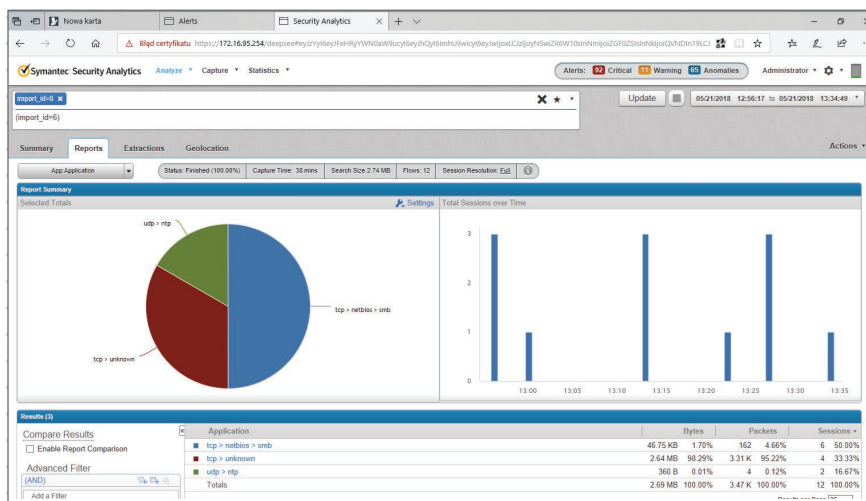 Nowa karta
Alerts
Security Analytics
Błąd certyfikatu
Symantec Security Analytics
Analyze
Capture
Statistics
Alerts: 92 Critical 11 Warning 65 Anomalies
Administrator
import_id=6
Update
05/21/2018 12:56:17 to 05/21/2018 13:34:49
(import_id=6)
Summary
Reports
Extractions
Geolocation
Actions
App:Application
Status: Finished (100.00%)
Capture Time: 38 mins
Search Size 2.74 MB
Flows: 12
Session Resolution: Full
Report Summary
Selected Totals
Settings
Total Sessions over Time
udp > ntp
tcp > netbios > smb
tcp > unknown
3
2
1
0
13:00 13:05 13:10 13:15 13:20 13:25 13:30 13:35
Results (3)
Compare Results
Enable Report Comparison
Advanced Filter
(AND)
Add a Filter
Application Bytes Packets Sessions
tcp > netbios > smb 46.75 KB 1.70% 162 4.66% 6 50.00%
tcp > unknown 2.64 MB 98.29% 3.31 K 95.22% 4 33.33%
udp > ntp 360 B 0.01% 4 0.12% 2 16.67%
Totals 2.69 MB 100.00% 3.47 K 100.00% 12 100.00%